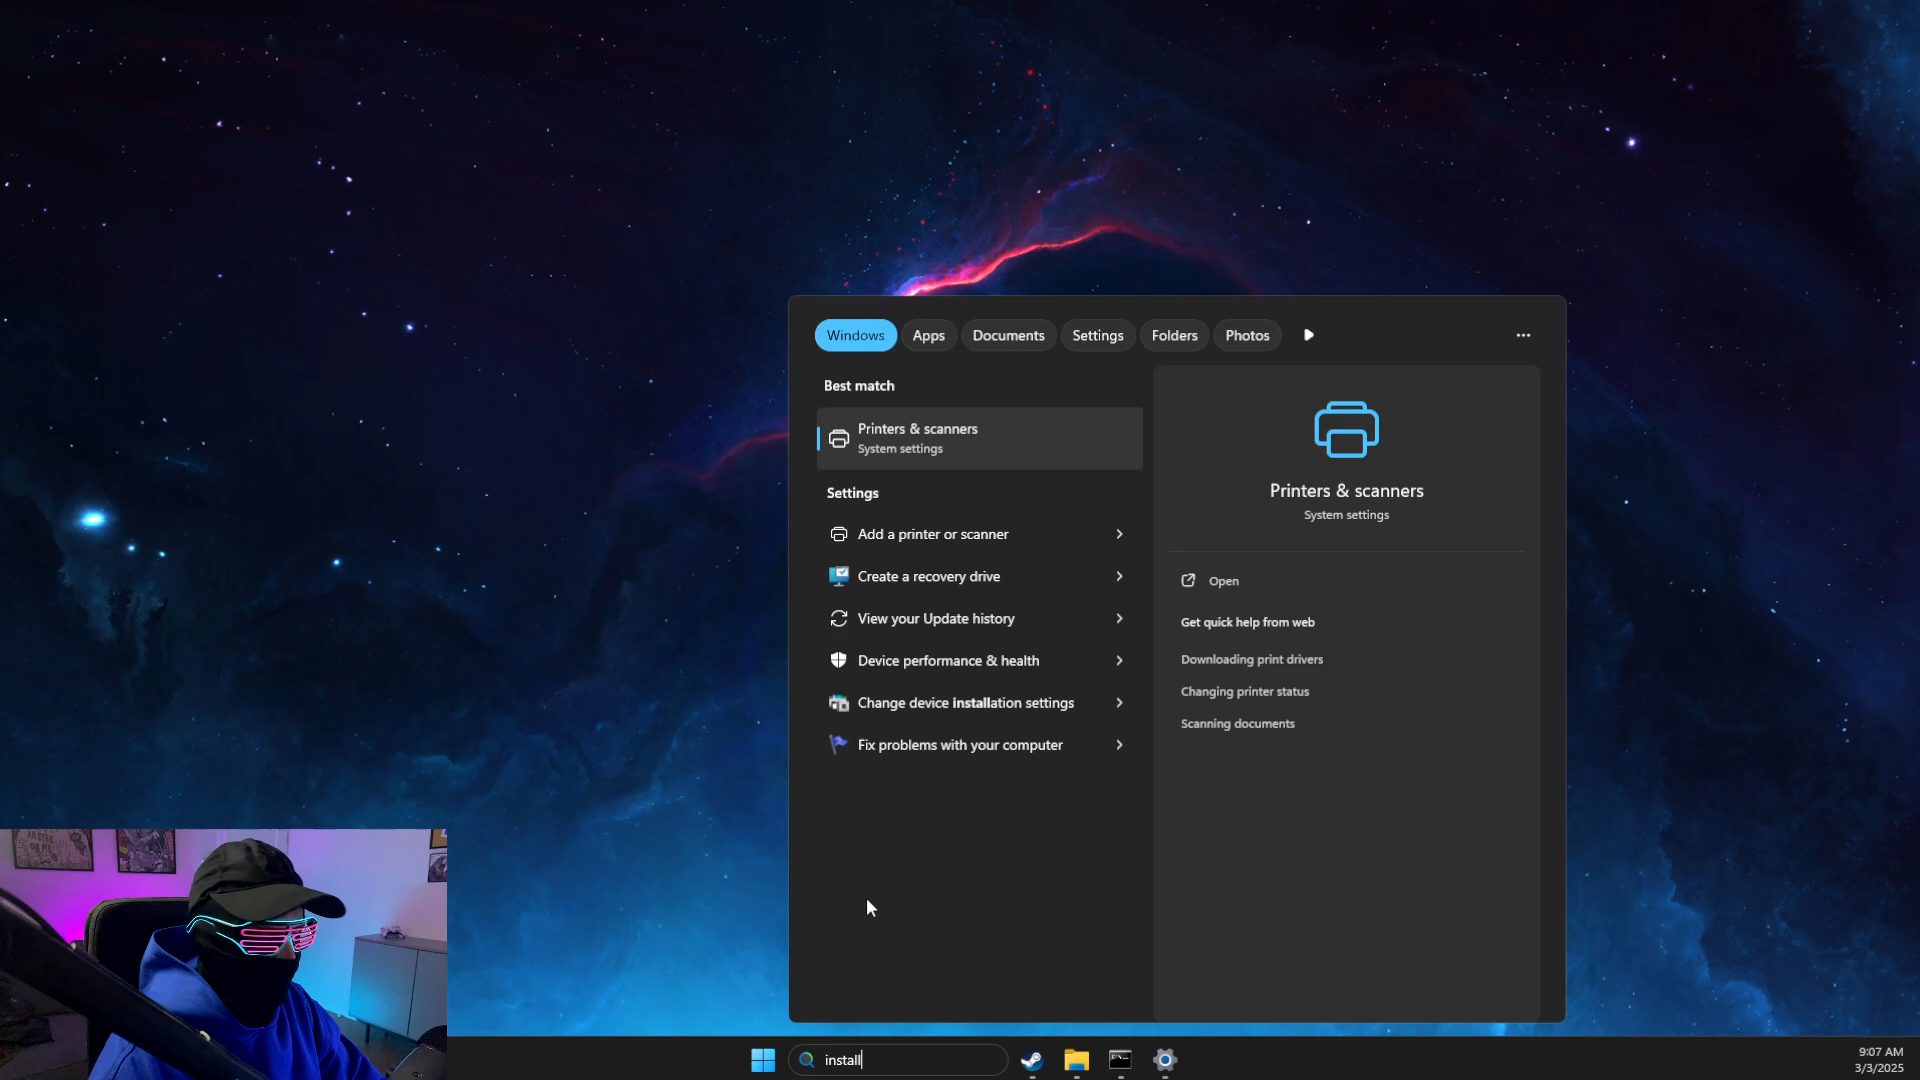 Windows
Apps
Documents
Settings
Folders
Photos
Best match
Printers & scanners
System settings
Settings
Add a printer or scanner
Create a recovery drive
View your Update history
Device performance & health
Change device installation settings
Fix problems with your computer
Printers & scanners
System settings
Open
Get quick help from web
Downloading print drivers
Changing printer status
Scanning documents
install
9:07 AM
3/3/2025